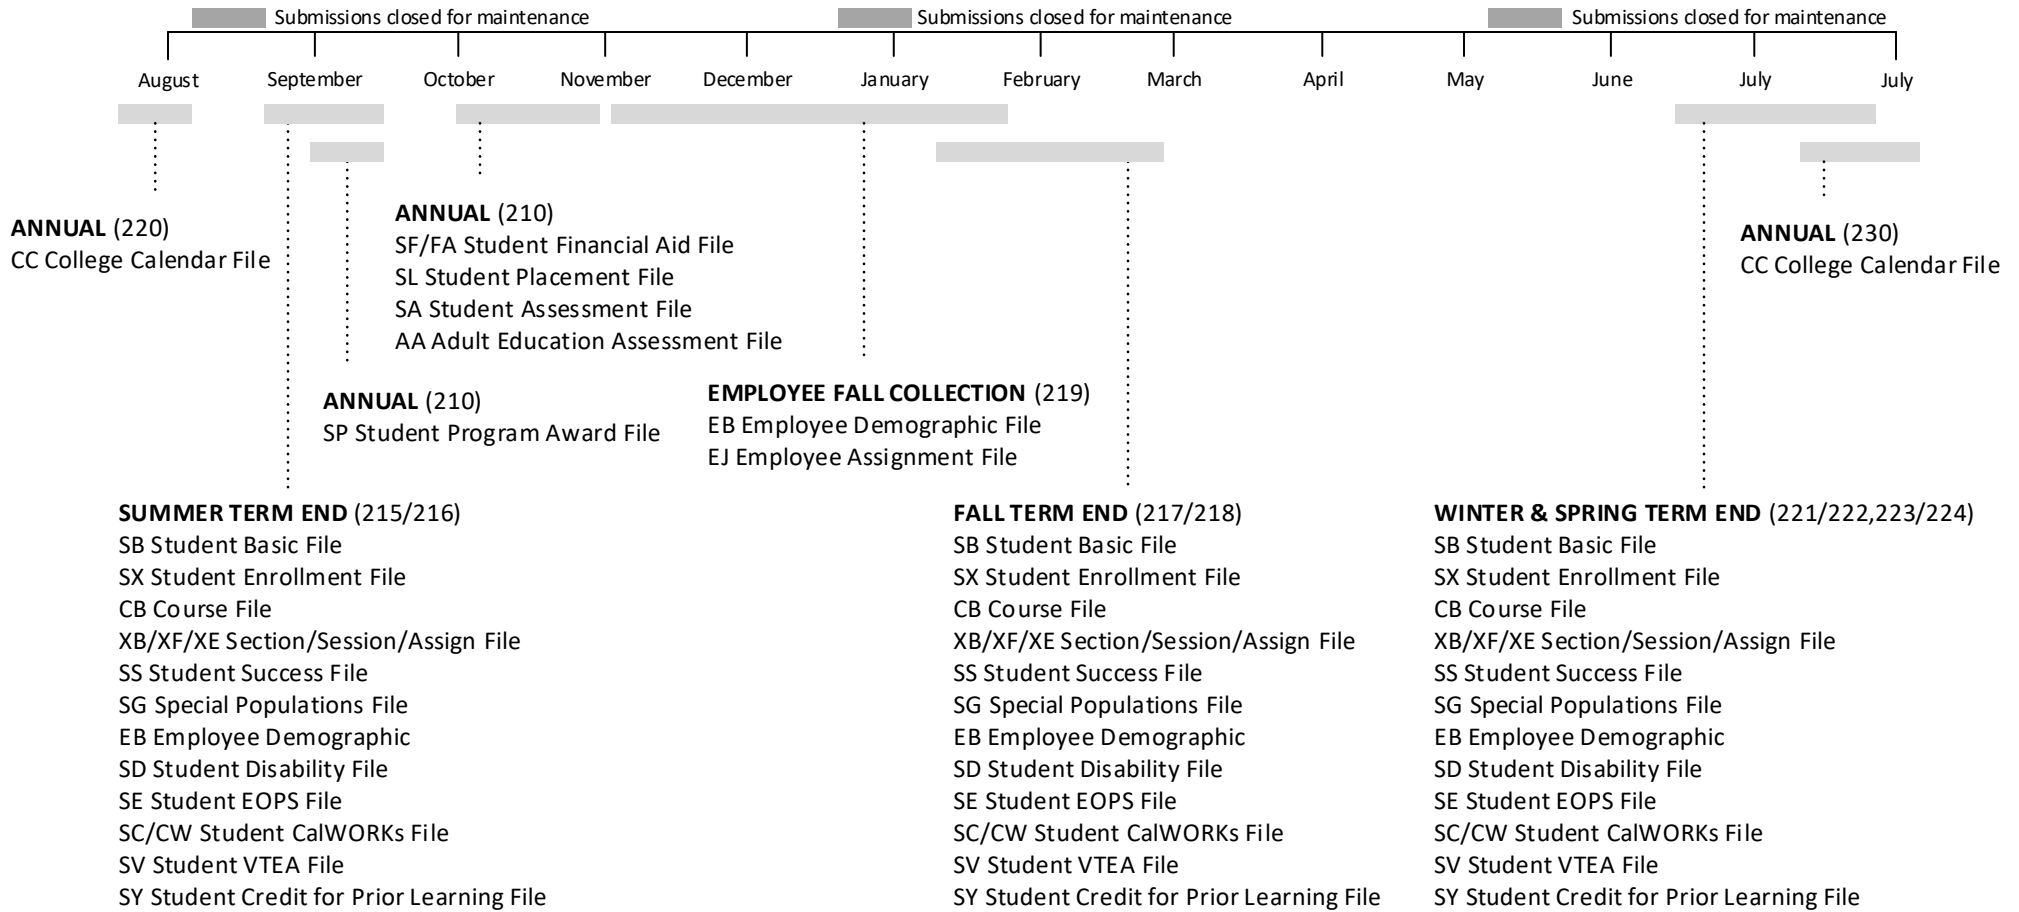 Submissions closed for maintenance
Submissions closed for maintenance
Submissions closed for maintenance
August
September
October
November
December
January
February
March
April
May
June
July
July
ANNUAL (220)
CC College Calendar File
ANNUAL (210)
SF/FA Student Financial Aid File
SL Student Placement File
SA Student Assessment File
AA Adult Education Assessment File
ANNUAL (230)
CC College Calendar File
ANNUAL (210)
SP Student Program Award File
EMPLOYEE FALL COLLECTION (219)
EB Employee Demographic File
EJ Employee Assignment File
SUMMER TERM END (215/216)
SB Student Basic File
SX Student Enrollment File
CB Course File
XB/XF/XE Section/Session/Assign File
SS Student Success File
SG Special Populations File
EB Employee Demographic
SD Student Disability File
SE Student EOPS File
SC/CW Student CalWORKs File
SV Student VTEA File
SY Student Credit for Prior Learning File
FALL TERM END (217/218)
SB Student Basic File
SX Student Enrollment File
CB Course File
XB/XF/XE Section/Session/Assign File
SS Student Success File
SG Special Populations File
EB Employee Demographic
SD Student Disability File
SE Student EOPS File
SC/CW Student CalWORKs File
SV Student VTEA File
SY Student Credit for Prior Learning File
WINTER & SPRING TERM END (221/222,223/224)
SB Student Basic File
SX Student Enrollment File
CB Course File
XB/XF/XE Section/Session/Assign File
SS Student Success File
SG Special Populations File
EB Employee Demographic
SD Student Disability File
SE Student EOPS File
SC/CW Student CalWORKs File
SV Student VTEA File
SY Student Credit for Prior Learning File